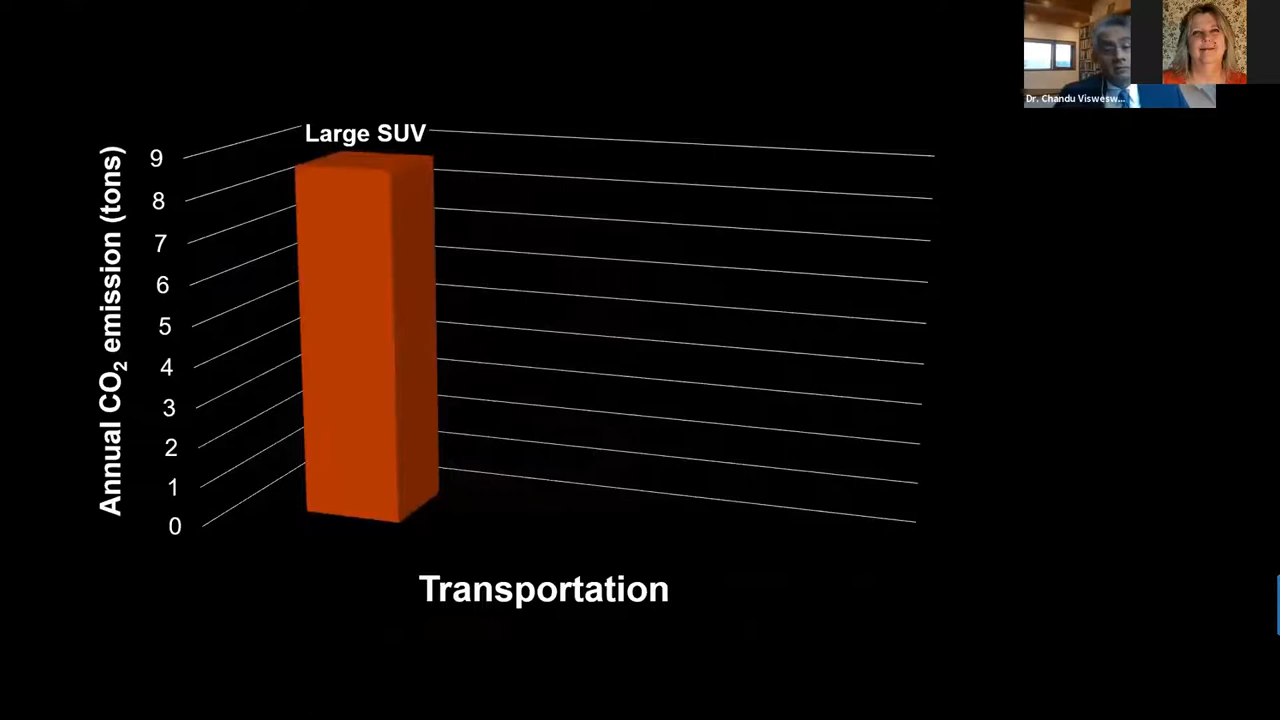 Dr. Chandu Viswesw...
Large SUV
Annual CO₂ emission (tons)
9
8
7
6
5
4
3
2
1
0
Transportation